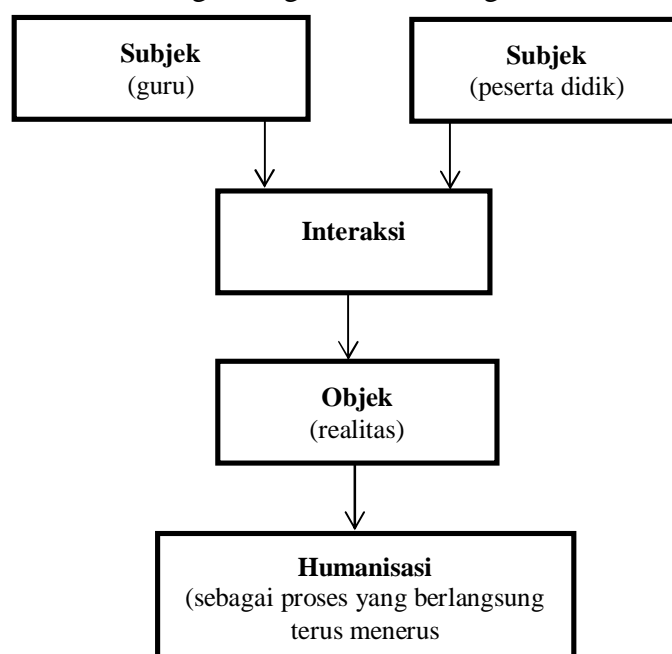 Subjek
(guru)
Subjek
(peserta didik)
Interaksi
Objek
(realitas)
Humanisasi
(sebagai proses yang berlangsung
terus menerus